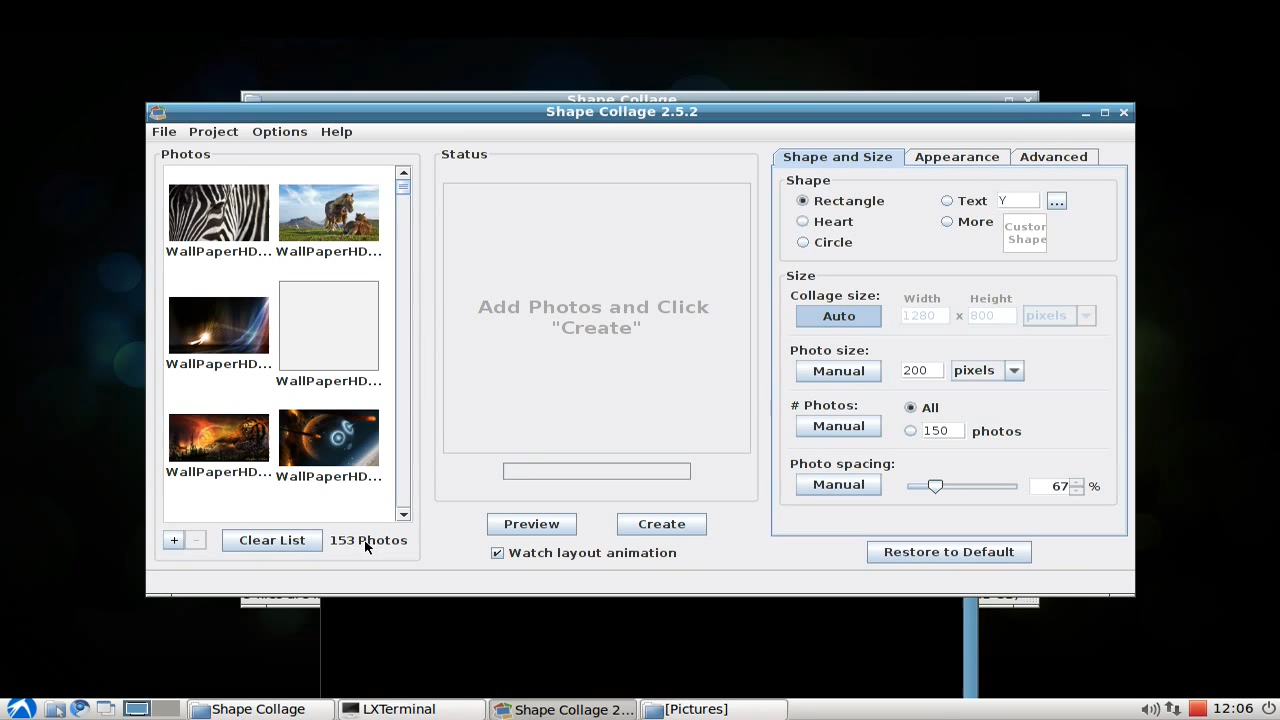 Shape Collage
Shape Collage 2.5.2
File Project Options Help
Photos
WallPaperHD... WallPaperHD...
WallPaperHD... WallPaperHD...
WallPaperHD... WallPaperHD...
+ - Clear List 153 Photos
Status
Add Photos and Click
"Create"
Preview Create
Watch layout animation
Shape and Size Appearance Advanced
Shape
Rectangle Text Y ...
Heart More
Circle
Custom
Shape
Size
Collage size: Width Height
Auto 1280 x 800 pixels
Photo size:
Manual 200 pixels
# Photos: All
Manual 150 photos
Photo spacing:
Manual 67 %
Restore to Default
Shape Collage LXTerminal Shape Collage 2... [Pictures] 12:06